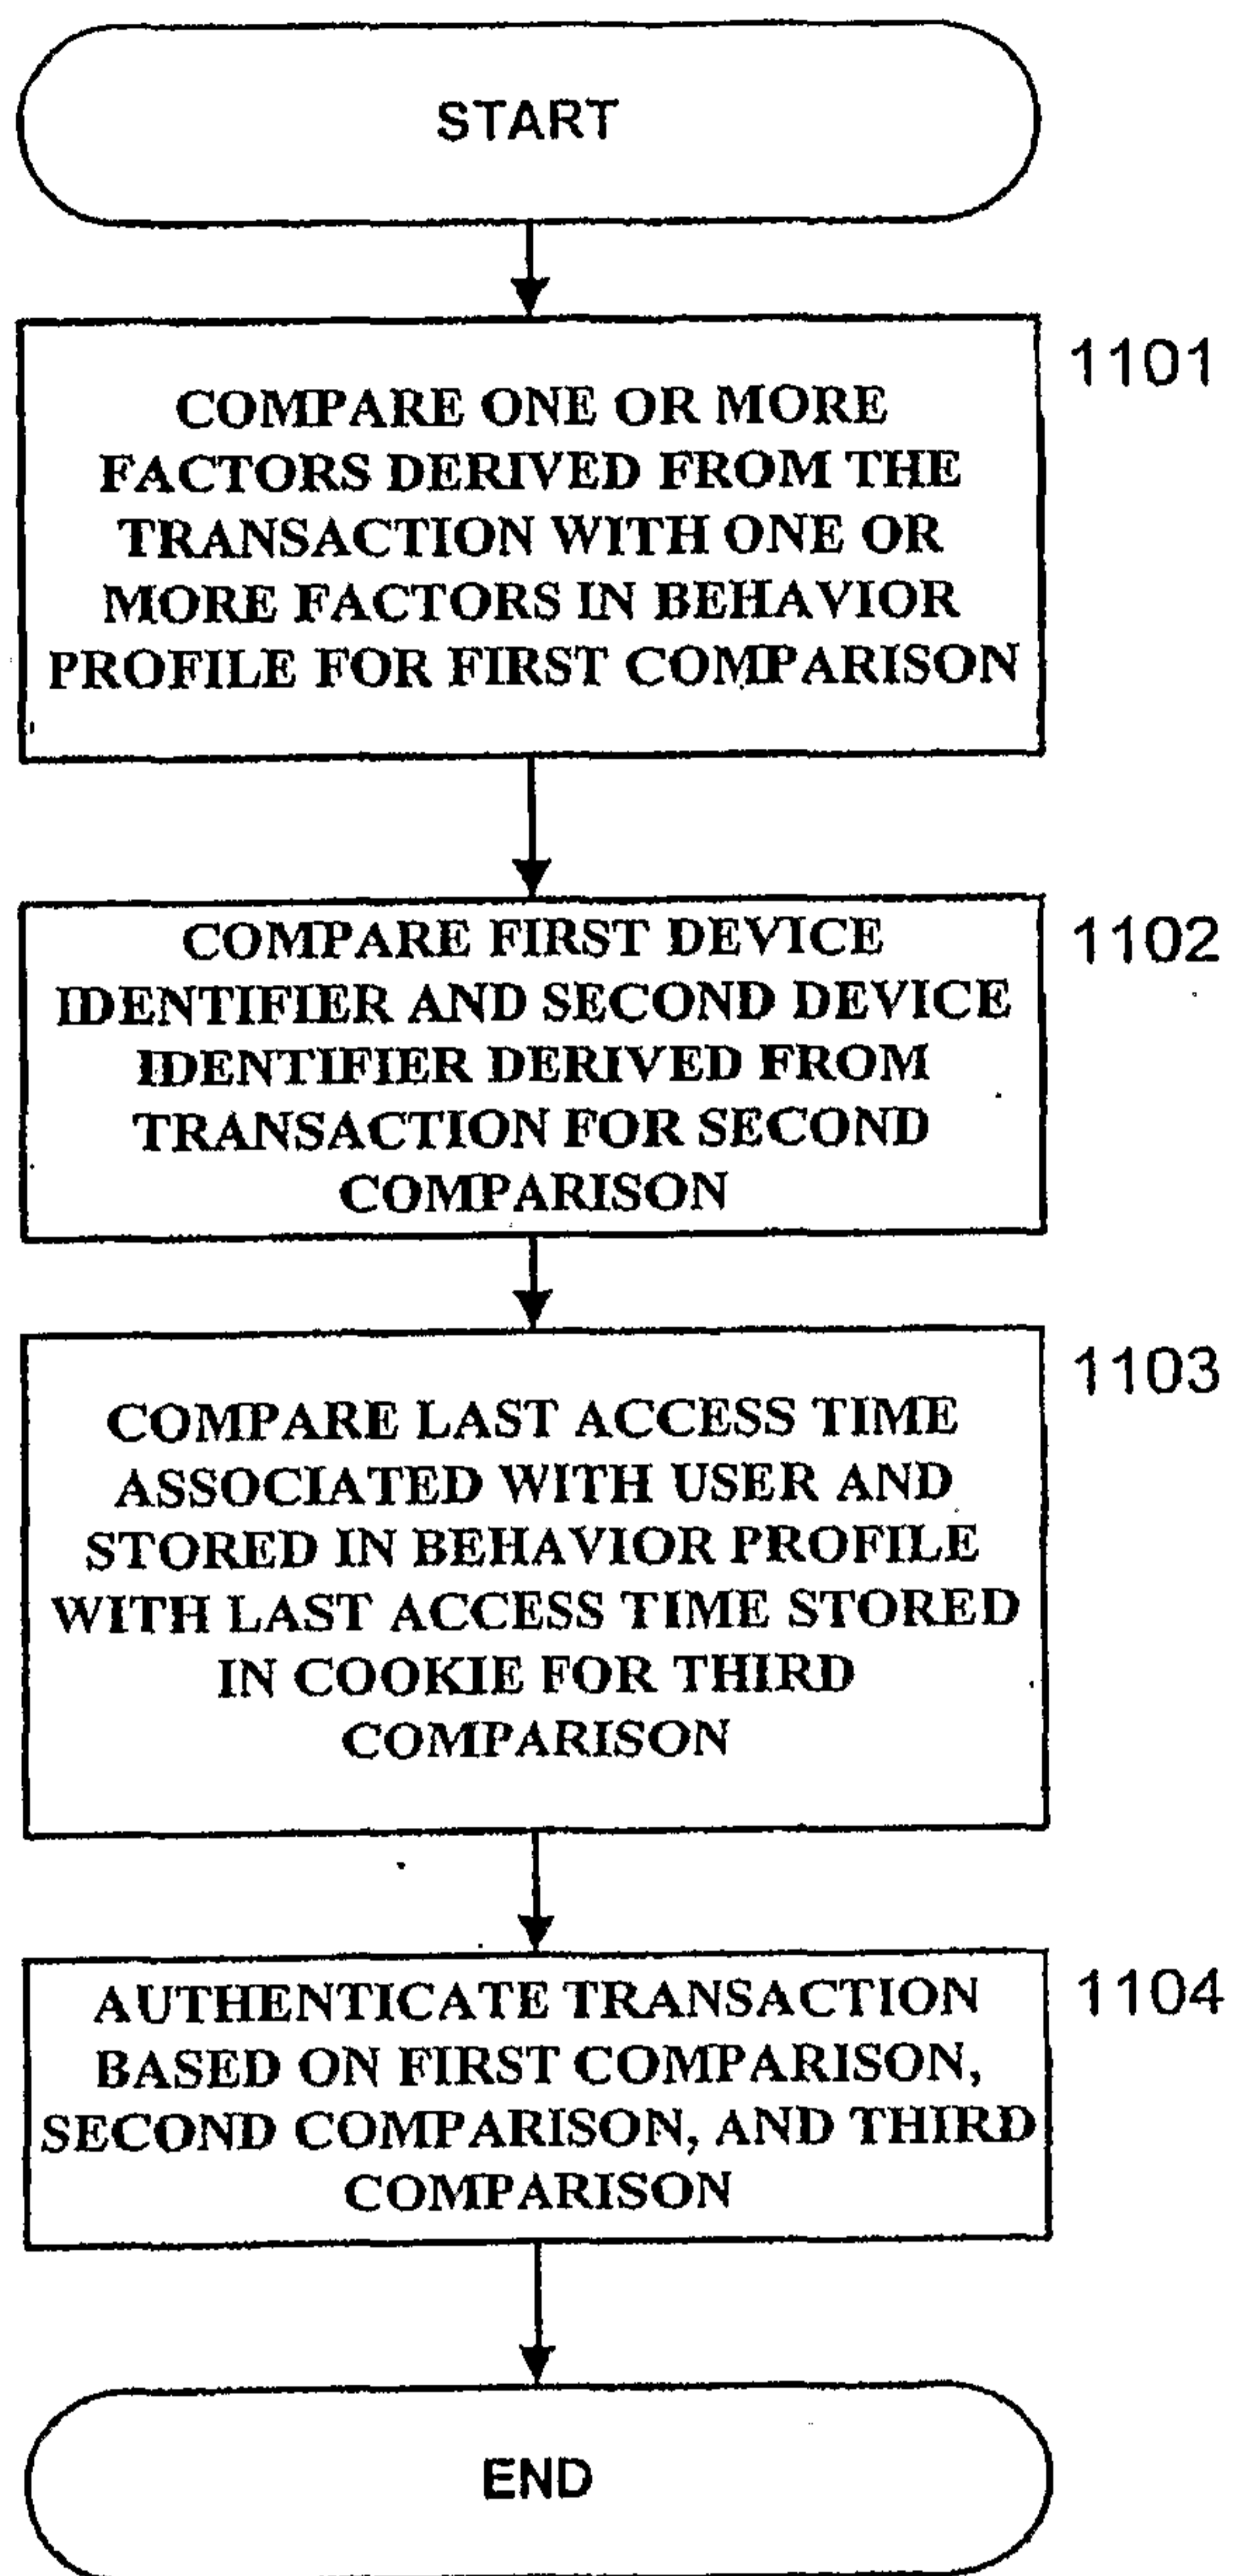 START
1101
COMPARE ONE OR MORE
FACTORS DERIVED FROM THE
TRANSACTION WITH ONE OR
MORE FACTORS IN BEHAVIOR
PROFILE FOR FIRST COMPARISON
1102
COMPARE FIRST DEVICE
IDENTIFIER AND SECOND DEVICE
IDENTIFIER DERIVED FROM
TRANSACTION FOR SECOND
COMPARISON
1103
COMPARE LAST ACCESS TIME
ASSOCIATED WITH USER AND
STORED IN BEHAVIOR PROFILE
WITH LAST ACCESS TIME STORED
IN COOKIE FOR THIRD
COMPARISON
1104
AUTHENTICATE TRANSACTION
BASED ON FIRST COMPARISON,
SECOND COMPARISON, AND THIRD
COMPARISON
END